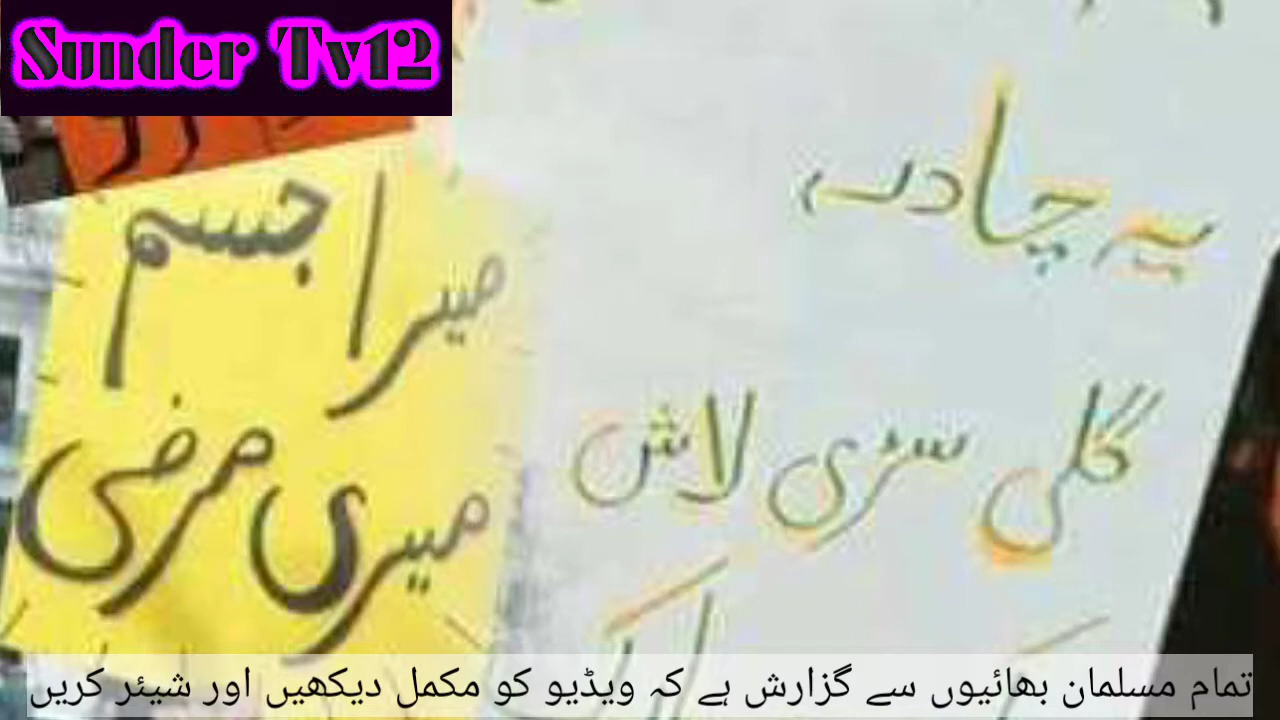 Sunder Tv12
میرا جسم
میری مرضی
یہ چادر
گلی سڑی لاش
تمام مسلمان بھائیوں سے گزارش ہے کہ ویڈیو کو مکمل دیکھیں اور شیئر کریں